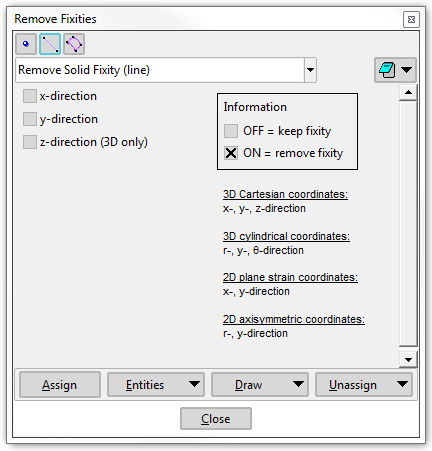 Remove Fixities
Remove Solid Fixity (line)
x-direction
y-direction
z-direction (3D only)
Information
OFF = keep fixity
ON = remove fixity
3D Cartesian coordinates:
x-, y-, z-direction
3D cylindrical coordinates:
r-, y-, θ-direction
2D plane strain coordinates:
x-, y-direction
2D axisymmetric coordinates:
r-, y-direction
Assign Entities Draw Unassign
Close